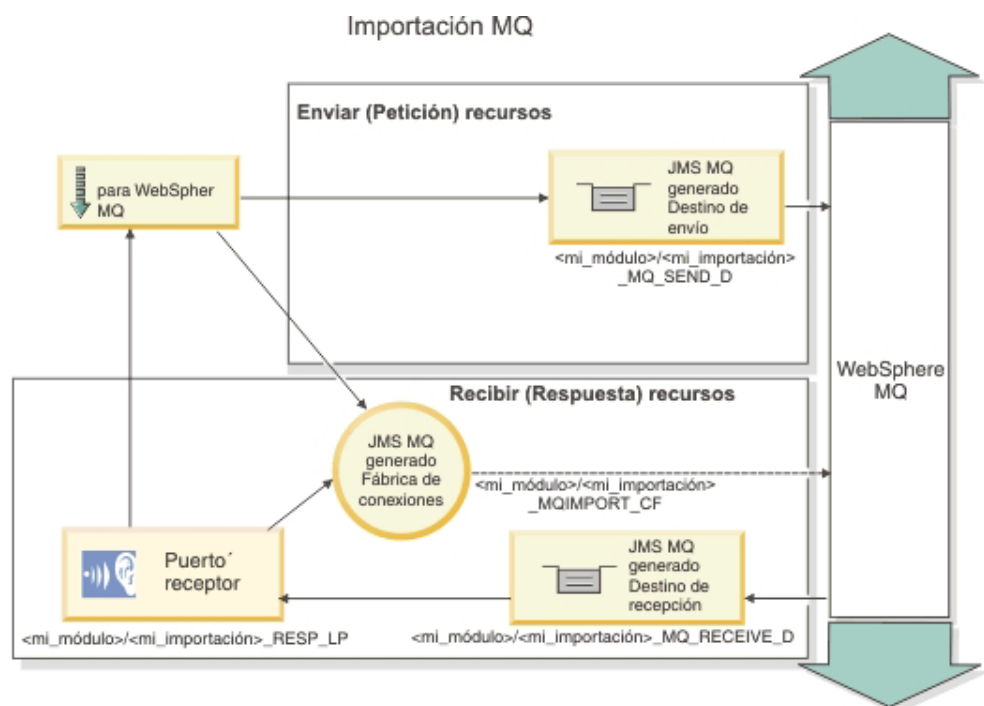 Importación MQ
Enviar (Petición) recursos
para WebSpher
MQ
JMS MQ
generado
Destino de
envío
<mi_módulo>/<mi_importación>
_MQ_SEND_D
WebSphere
MQ
Recibir (Respuesta) recursos
JMS MQ
generado
Fábrica de
conexiones
<mi_módulo>/<mi_importación>
_MQIMPORT_CF
Puerto´
receptor
<mi_módulo>/<mi_importación>_RESP_LP
JMS MQ
generado
Destino de
recepción
<mi_módulo>/<mi_importación>_MQ_RECEIVE_D